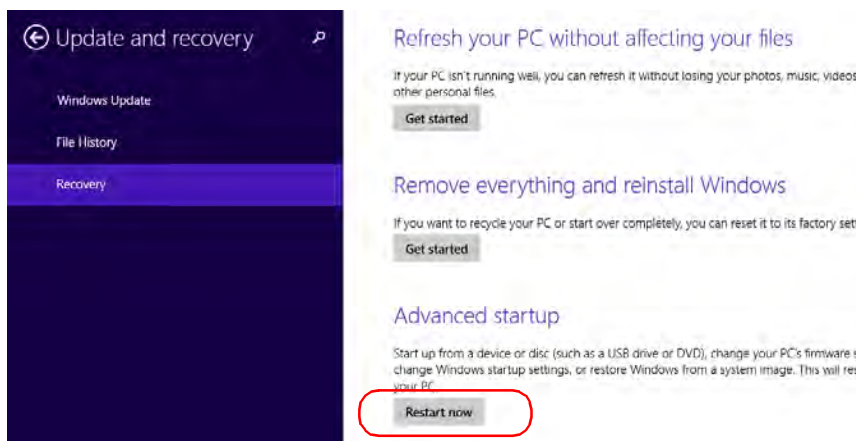 Update and recovery
Windows Update
File History
Recovery
Refresh your PC without affecting your files
If your PC isn't running well, you can refresh it without losing your photos, music, videos
other personal files.
Get started
Remove everything and reinstall Windows
If you want to recycle your PC or start over completely, you can reset it to its factory sett
Get started
Advanced startup
Start up from a device or disc (such as a USB drive or DVD), change your PC's firmware s
change Windows startup settings, or restore Windows from a system image. This will res
your PC.
Restart now